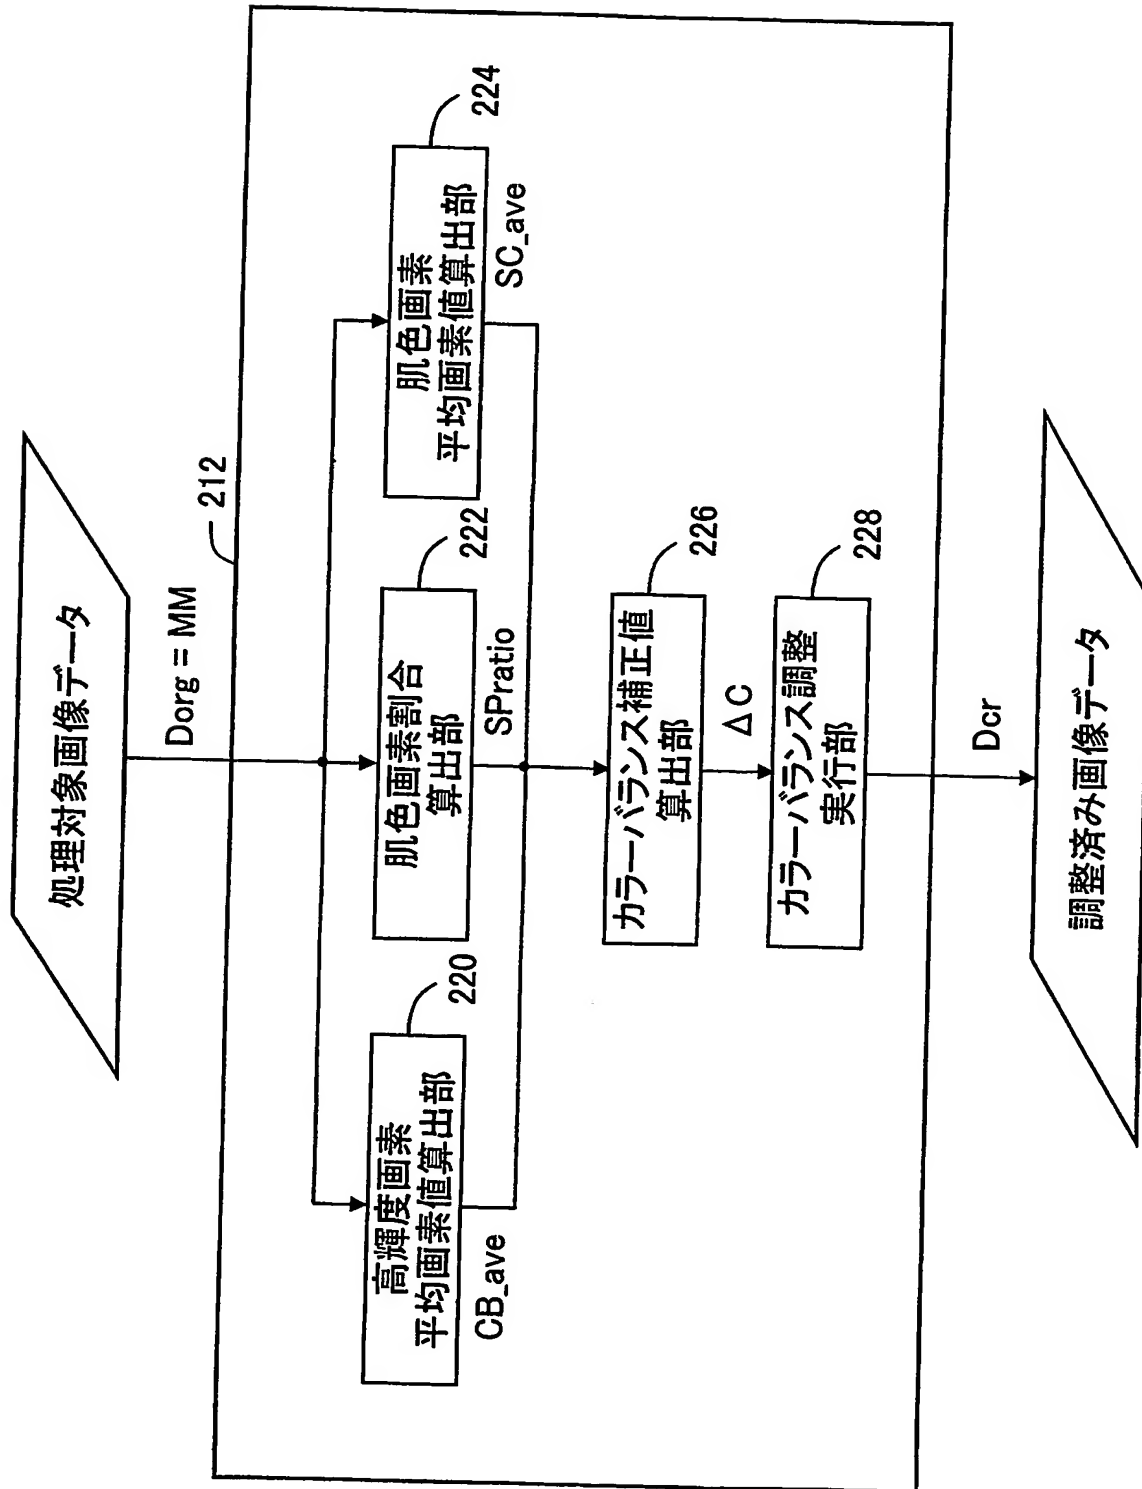 処理対象画像データ
Dorg = MM
212
高輝度画素
平均画素値算出部
220
CB_ave
肌色画素割合
算出部
222
SPratio
肌色画素
平均画素値算出部
224
SC_ave
カラーバランス補正値
算出部
226
ΔC
カラーバランス調整
実行部
228
Dcr
調整済み画像データ